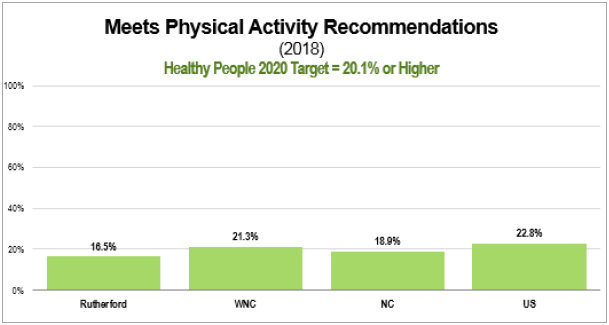 Meets Physical Activity Recommendations
(2018)
Healthy People 2020 Target = 20.1% or Higher
100%
80%
60%
40%
20%
0%
16.5%
21.3%
18.9%
22.8%
Rutherford
WNC
NC
US